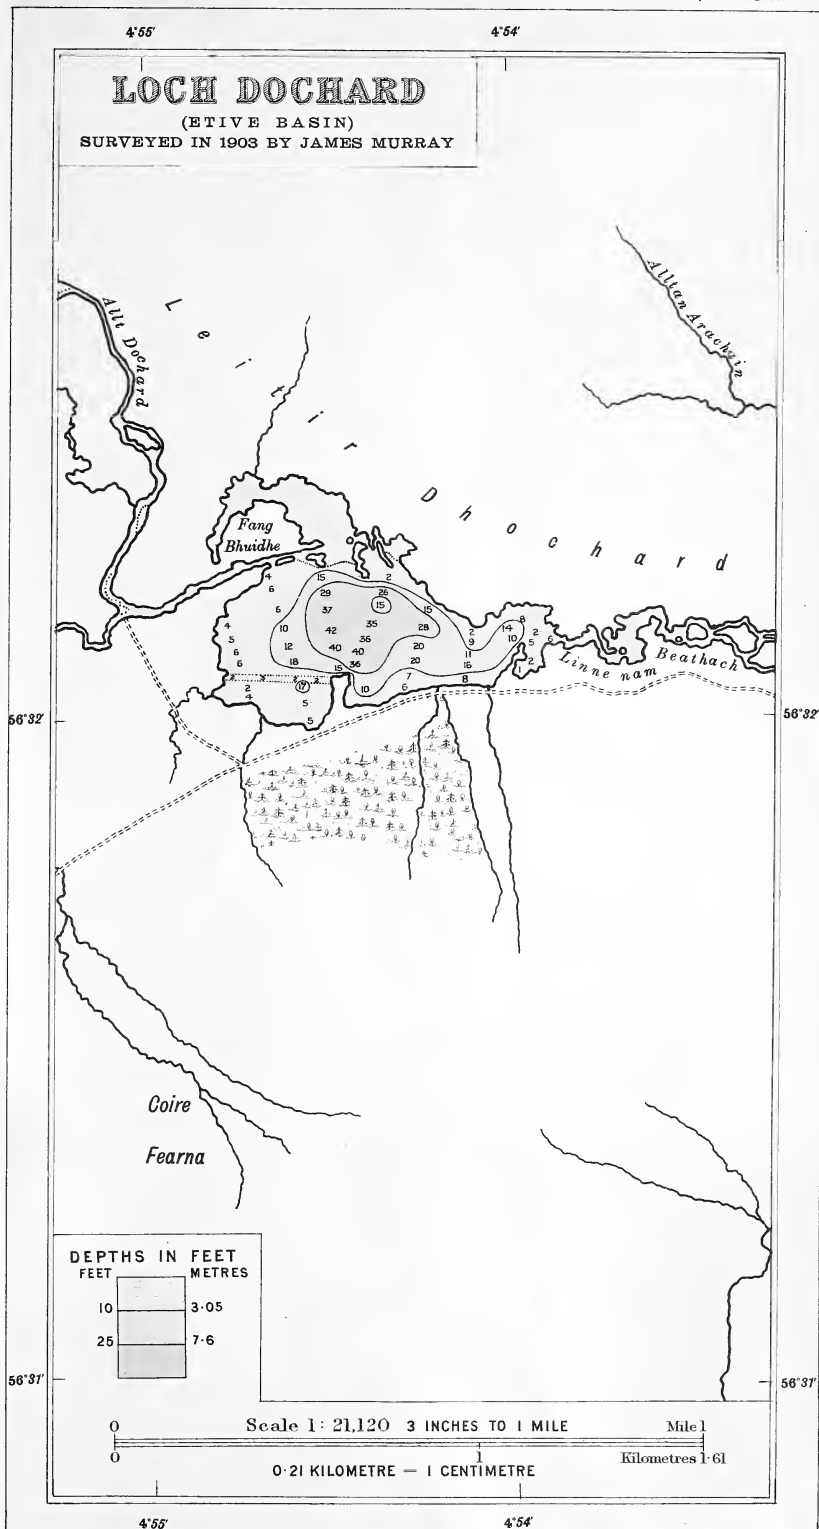 4°55′ 4°54′
LOCH DOCHARD
(ETIVE BASIN)
SURVEYED IN 1903 BY JAMES MURRAY
Alltan Arachain
Allt Dochard
Leitir Dhochard
Fang
Bhuidhe
4 15 2
6 29 26
15
6 37 15
4 10 42 35 28 2 14 8 2
5 36 9 10 5 6
6 12 40 40 20 11
6 18 15 36 20 16 1 2
2 3 2 2 17 7 8
2 10 6
4 5
5
Linne nam Beathach
56°32′ 56°32′
Coire
Fearna
DEPTHS IN FEET
FEET METRES
10 3·05
25 7·6
56°31′ 56°31′
0 Scale 1: 21,120 3 INCHES TO 1 MILE Mile 1
0 1 Kilometres 1·61
0·21 KILOMETRE = 1 CENTIMETRE
4°55′ 4°54′